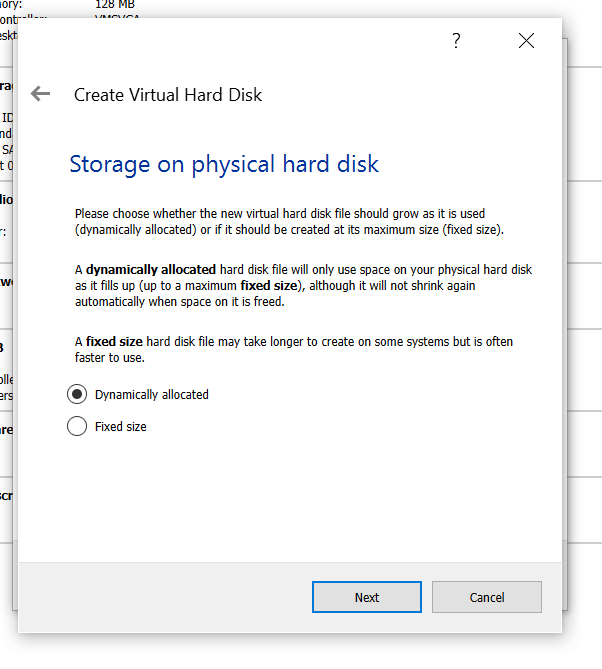 ory:
128 MB
VMSVGA
?
Create Virtual Hard Disk
Storage on physical hard disk
Please choose whether the new virtual hard disk file should grow as it is used
(dynamically allocated) or if it should be created at its maximum size (fixed size).
A dynamically allocated hard disk file will only use space on your physical hard disk
as it fills up (up to a maximum fixed size), although it will not shrink again
automatically when space on it is freed.
A fixed size hard disk file may take longer to create on some systems but is often
faster to use.
Dynamically allocated
Fixed size
Next
Cancel